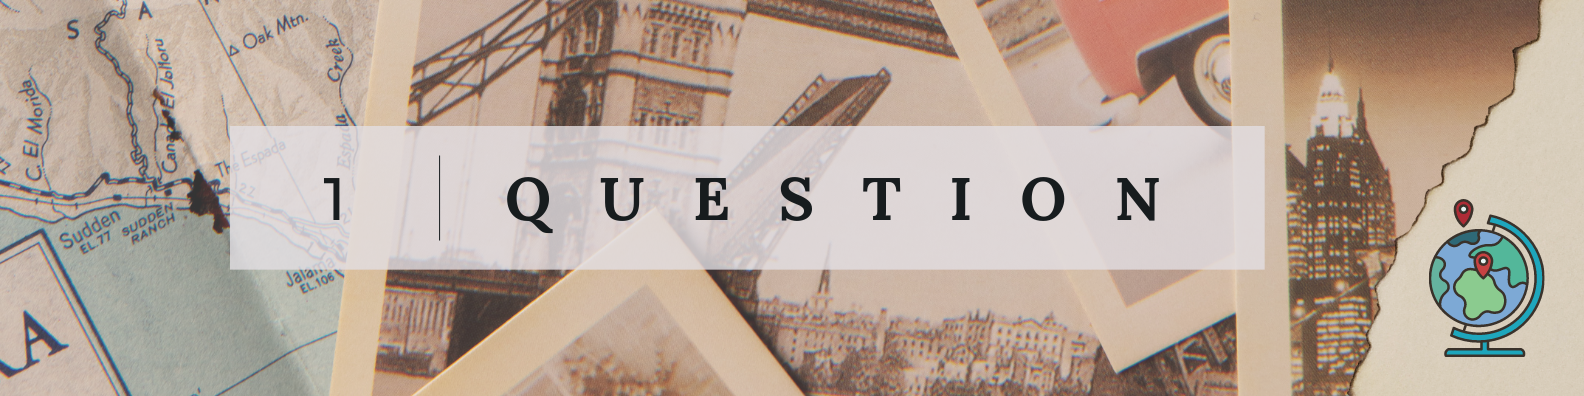 S
A
Oak Mtn.
Creek
C. El Morida
El Jolloru
The Espada
Espada
22
1
QUESTION
Sudden
EL.77
SUDDEN
RANCH
Jalama
EL.106